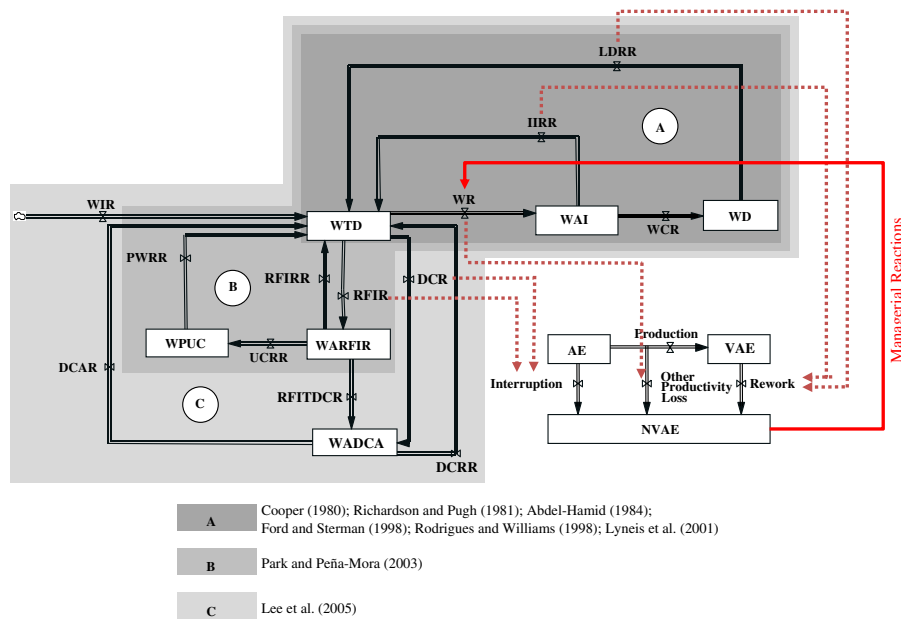 LDRR
IIRR
A
WIR
WR
WTD
WAI
WD
WCR
PWRR
B
RFIRR
RFIR
DCR
Managerial Reactions
WPUC
UCRR
WARFIR
Production
AE
VAE
DCAR
Interruption
Other
Productivity
Loss
Rework
C
RFITDCR
WADCA
NVAE
DCRR
A
Cooper (1980); Richardson and Pugh (1981); Abdel-Hamid (1984);
Ford and Sterman (1998); Rodrigues and Williams (1998); Lyneis et al. (2001)
B
Park and Peña-Mora (2003)
C
Lee et al. (2005)